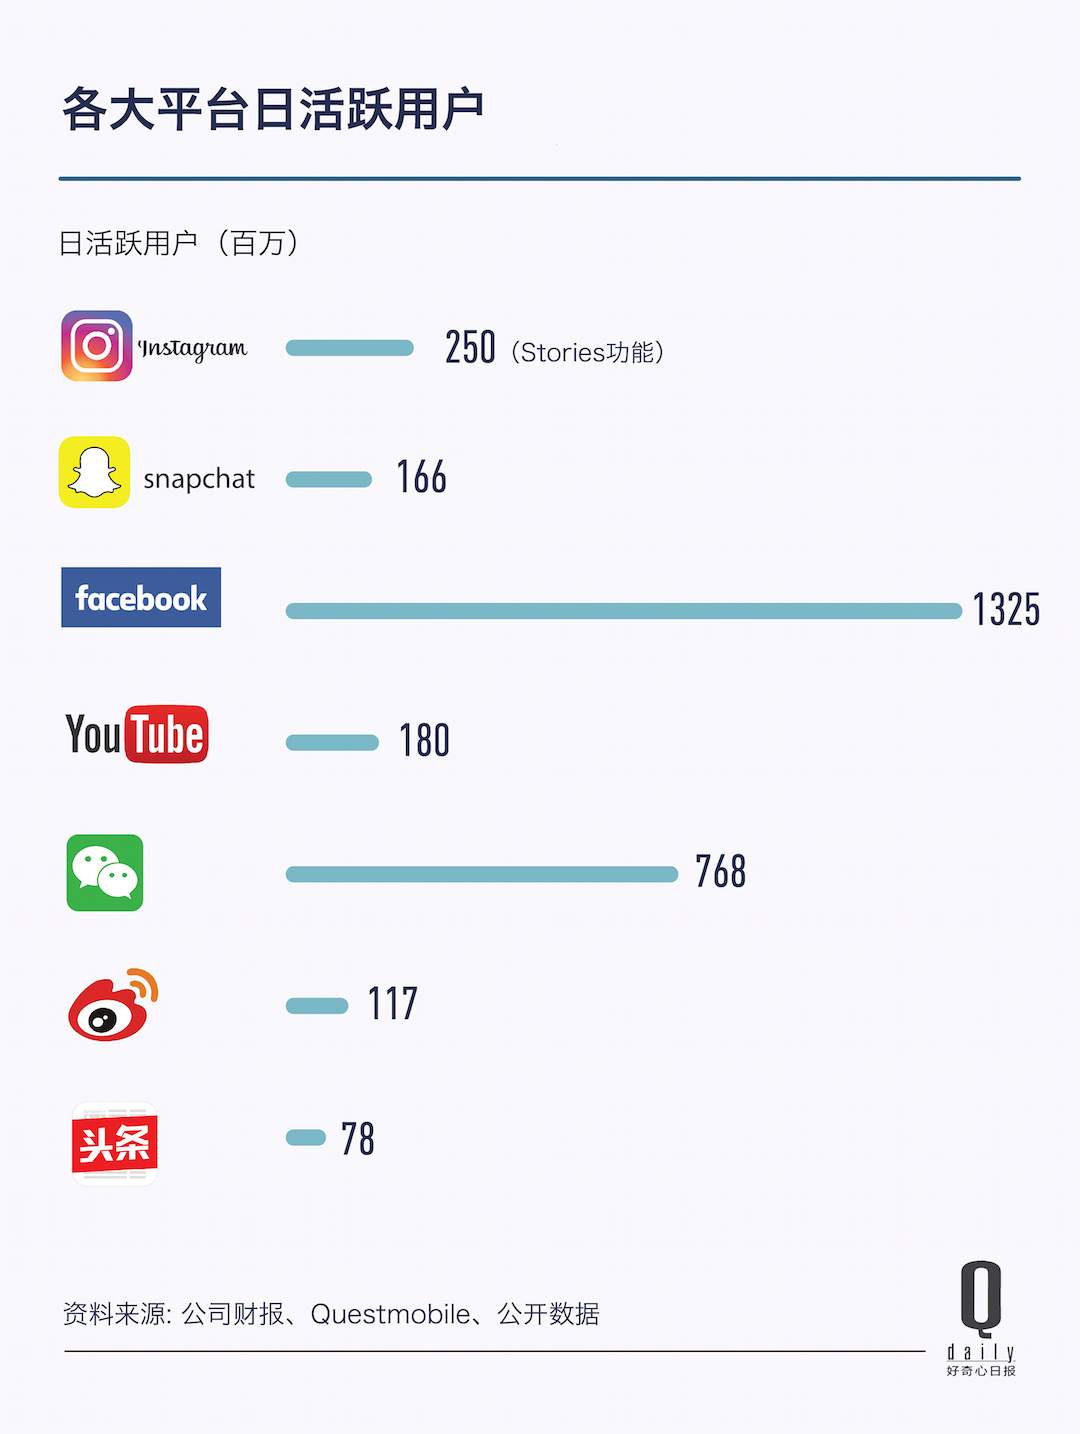 各大平台日活跃用户
日活跃用户（百万）
Instagram 250（Stories功能）
snapchat 166
facebook 1325
YouTube 180
768
117
头条 78
资料来源: 公司财报、Questmobile、公开数据
Q
daily
好奇心日报